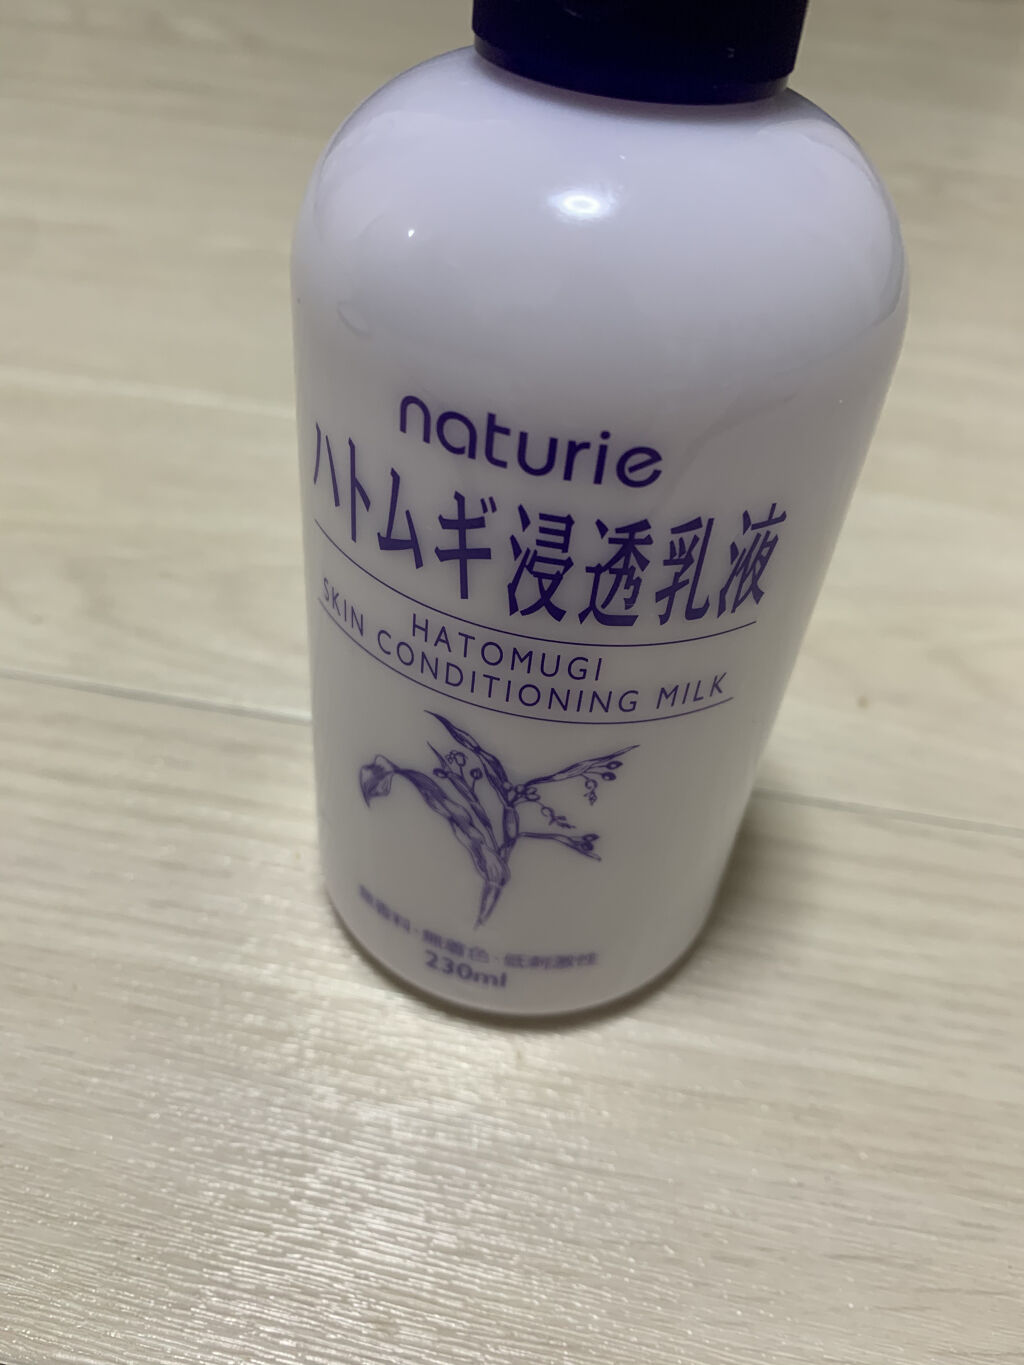 naturie
ハトムギ浸透乳液
HATOMUGI
SKIN CONDITIONING MILK
無香料・無着色・低刺激性
230ml